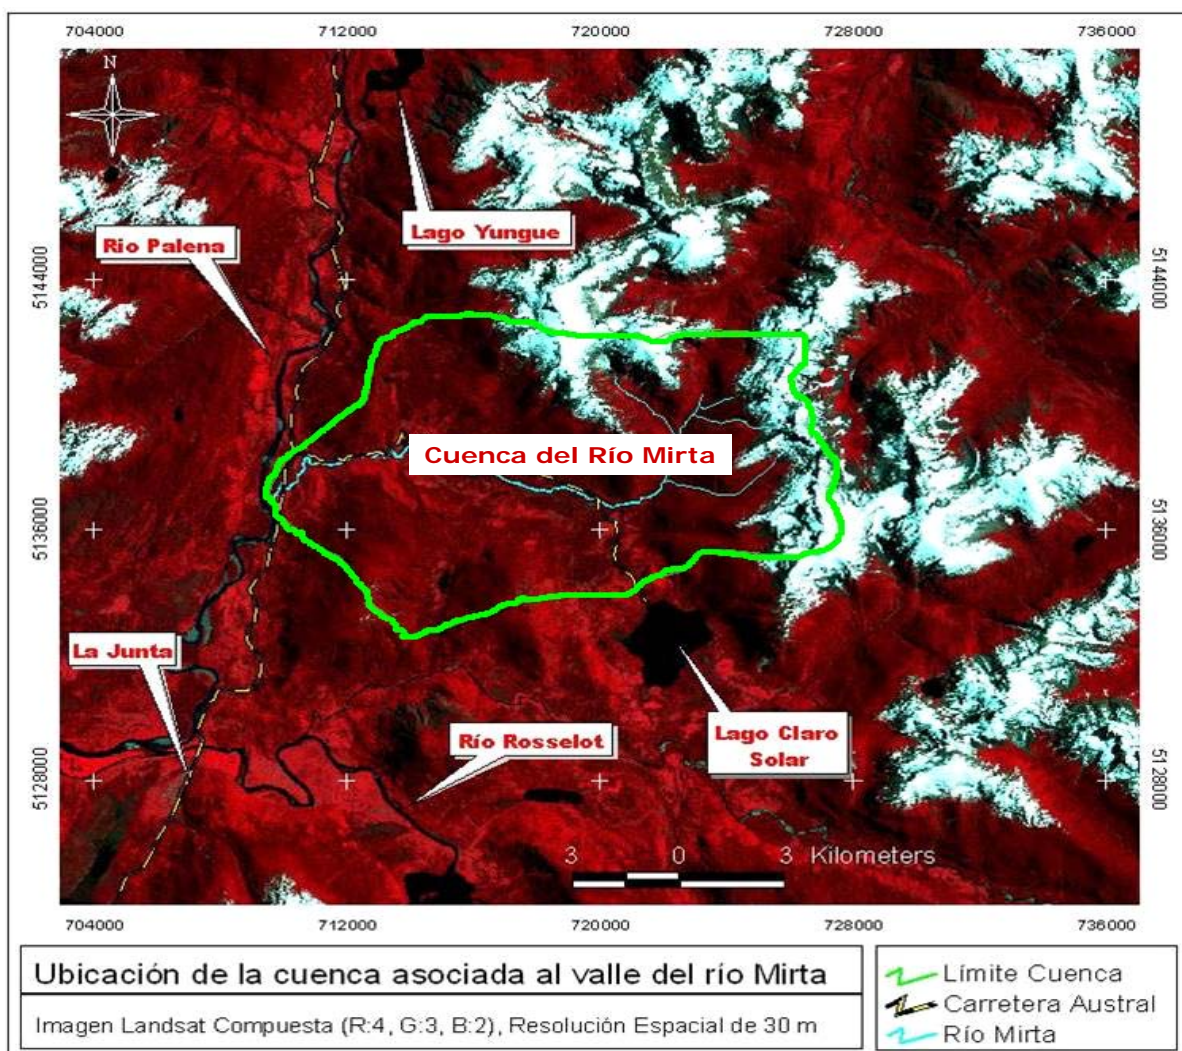 704000 712000 720000 728000 736000
N
Lago Yungue
Rio Palena
5144000 5144000
Cuenca del Río Mirta
5136000 5136000
La Junta
Río Rosselot
Lago Claro
Solar
5128000 5128000
3 0 3 Kilometers
704000 712000 720000 728000 736000
Ubicación de la cuenca asociada al valle del río Mirta
Imagen Landsat Compuesta (R:4, G:3, B:2), Resolución Espacial de 30 m
Límite Cuenca
Carretera Austral
Río Mirta